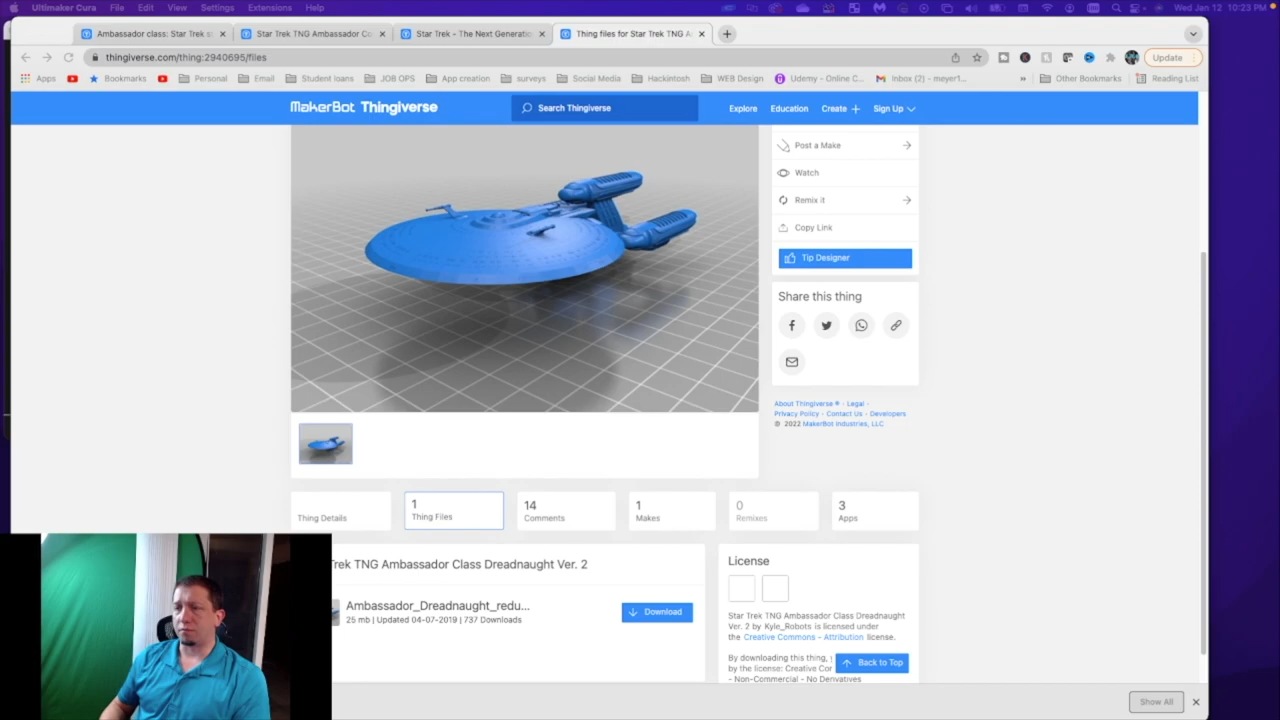 Ultimaker Cura File Edit View Settings Extensions Help Wed Jan 12 10:23 PM
Ambassador class: Star Trek s Star Trek TNG Ambassador Co Star Trek - The Next Generatio Thing files for Star Trek TNG A
thingiverse.com/thing:2940695/files Update
Apps Bookmarks Personal Email Student loans JOB OPS App creation surveys Social Media Hackintosh WEB Design Udemy - Online C... Inbox (2) - meyer1... » Other Bookmarks Reading List
MakerBot Thingiverse Search Thingiverse Explore Education Create Sign Up
Post a Make
Watch
Remix it
Copy Link
Tip Designer
Share this thing
About Thingiverse ® · Legal ·
Privacy Policy · Contact Us · Developers
© 2022 MakerBot Industries, LLC
Thing Details
1
Thing Files
14
Comments
1
Makes
0
Remixes
3
Apps
Trek TNG Ambassador Class Dreadnaught Ver. 2
Ambassador_Dreadnaught_redu...
25 mb | Updated 04-07-2019 | 737 Downloads
Download
License
Star Trek TNG Ambassador Class Dreadnaught
Ver. 2 by Kyle_Robots is licensed under
the Creative Commons - Attribution license.
By downloading this thing,
by the license: Creative Cor
- Non-Commercial - No Derivatives
Back to Top
Show All